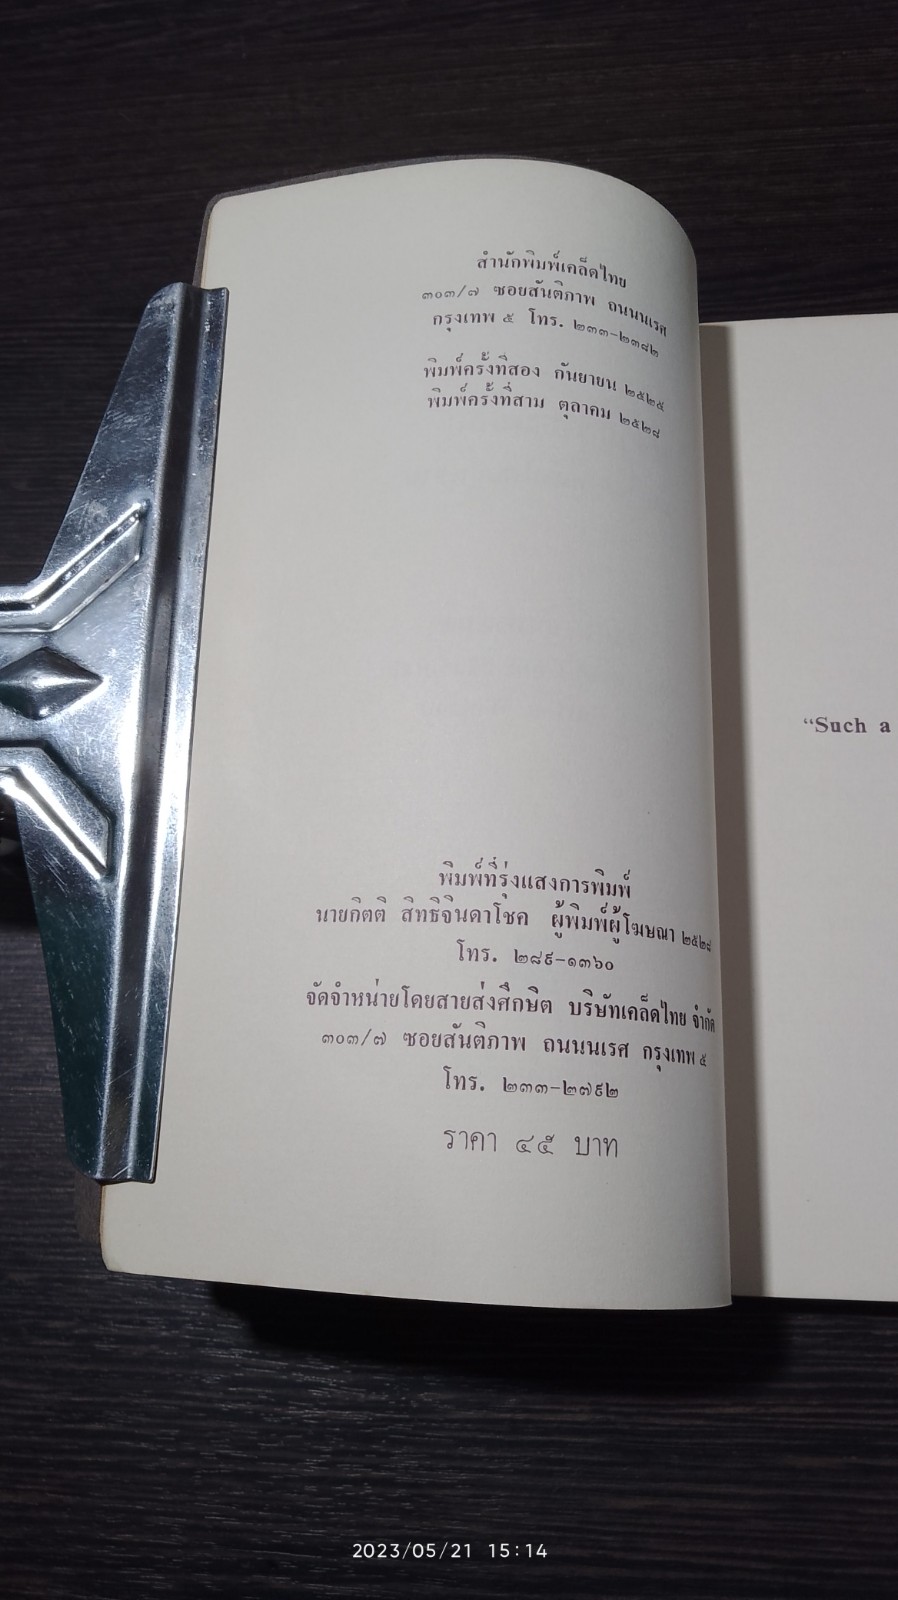 สำนักพิมพ์เคล็ดไทย
๓๐๓/๗ ซอยสันติภาพ ถนนนเรศ
กรุงเทพ ๕ โทร. ๒๓๓-๒๓๘๒
พิมพ์ครั้งที่สอง กันยายน ๒๕๒๕
พิมพ์ครั้งที่สาม ตุลาคม ๒๕๒๘
พิมพ์ที่รุ่งแสงการพิมพ์
นายกิตติ สิทธิจินดาโชค ผู้พิมพ์ผู้โฆษณา ๒๕๒๘
โทร. ๒๘๙-๑๓๖๐
จัดจำหน่ายโดยสายส่งศึกษิต บริษัทเคล็ดไทย จำกัด
๓๐๓/๗ ซอยสันติภาพ ถนนนเรศ กรุงเทพ ๕
โทร. ๒๓๓-๒๗๙๒
ราคา ๔๕ บาท
“Such a
2023/05/21 15:14